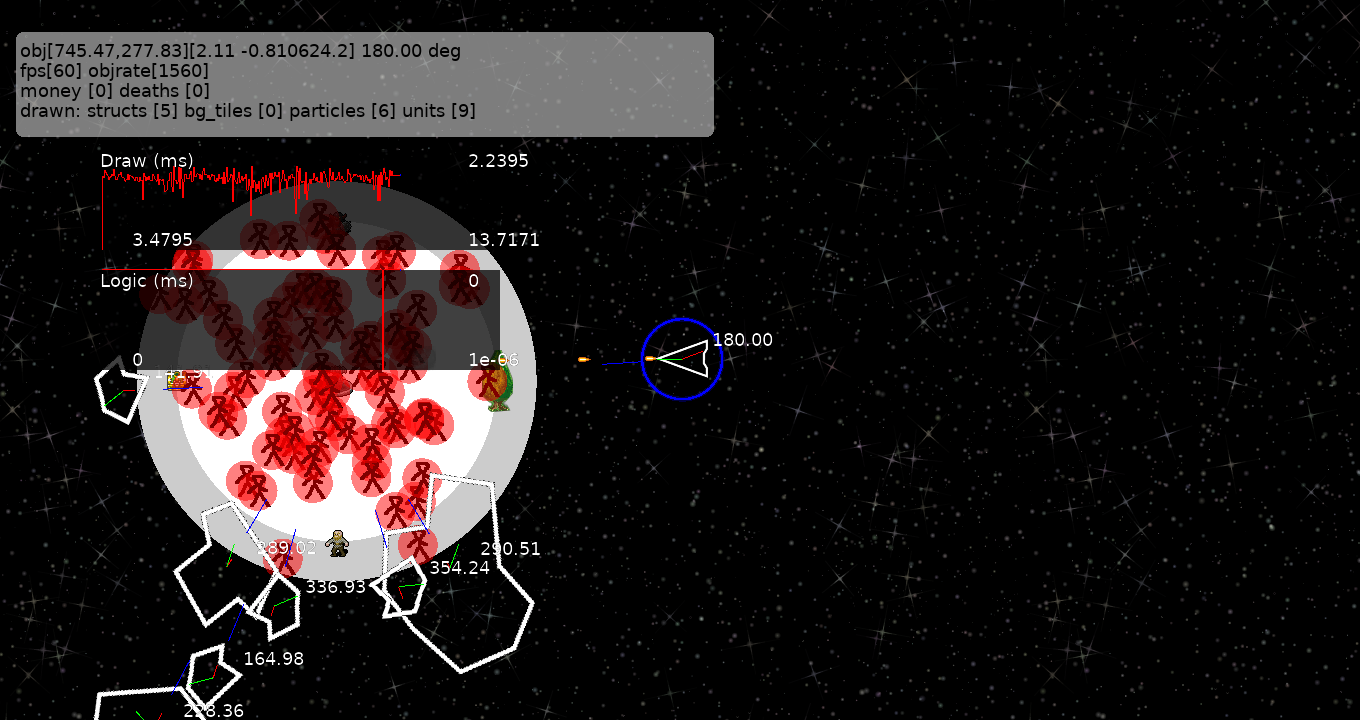 obj[745.47,277.83][2.11 -0.810624.2] 180.00 deg
fps[60] objrate[1560]
money [0] deaths [0]
drawn: structs [5] bg_tiles [0] particles [6] units [9]
Draw (ms) 2.2395
3.4795 13.7171
Logic (ms) 0
180.00
0 1e-06
290.51
354.24
336.93
164.98
228.36